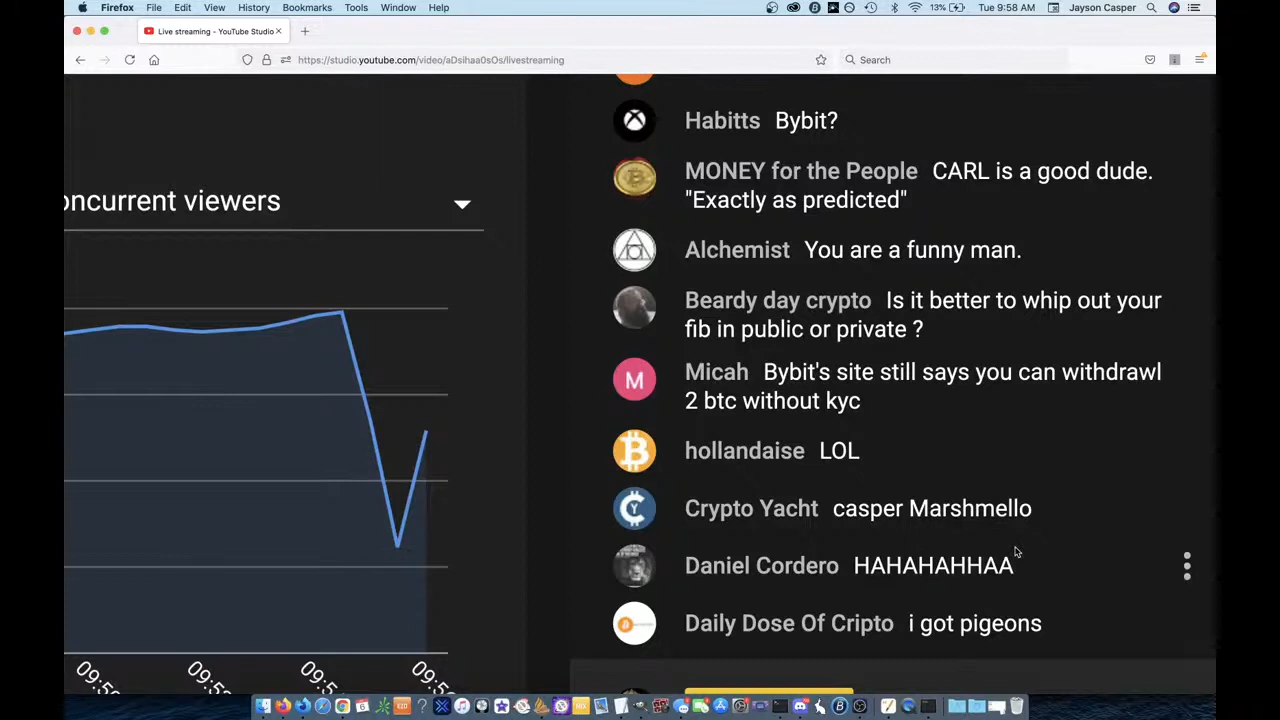 Firefox File Edit View History Bookmarks Tools Window Help
13% Tue 9:58 AM Jayson Casper
Live streaming - YouTube Studio
https://studio.youtube.com/video/aDsihaa0sOs/livestreaming
Search
oncurrent viewers
Habitts Bybit?
MONEY for the People CARL is a good dude.
"Exactly as predicted"
Alchemist You are a funny man.
Beardy day crypto Is it better to whip out your
fib in public or private ?
Micah Bybit's site still says you can withdrawl
M
2 btc without kyc
hollandaise LOL
Crypto Yacht casper Marshmello
Daniel Cordero HAHAHAHHAA
Daily Dose Of Cripto i got pigeons